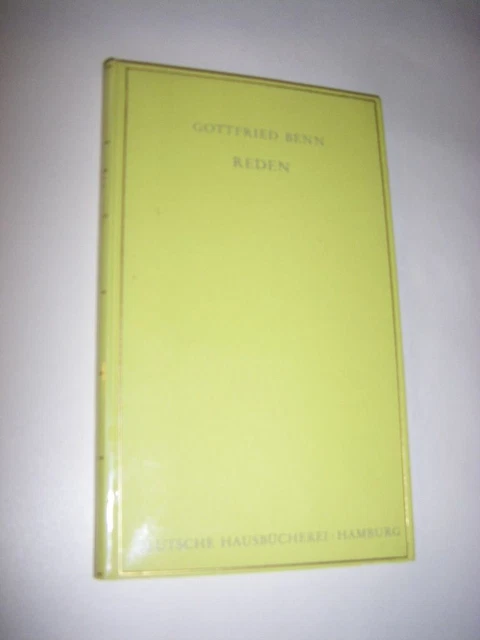 GOTTFRIED BENN
REDEN
DEUTSCHE HAUSBÜCHEREI · HAMBURG